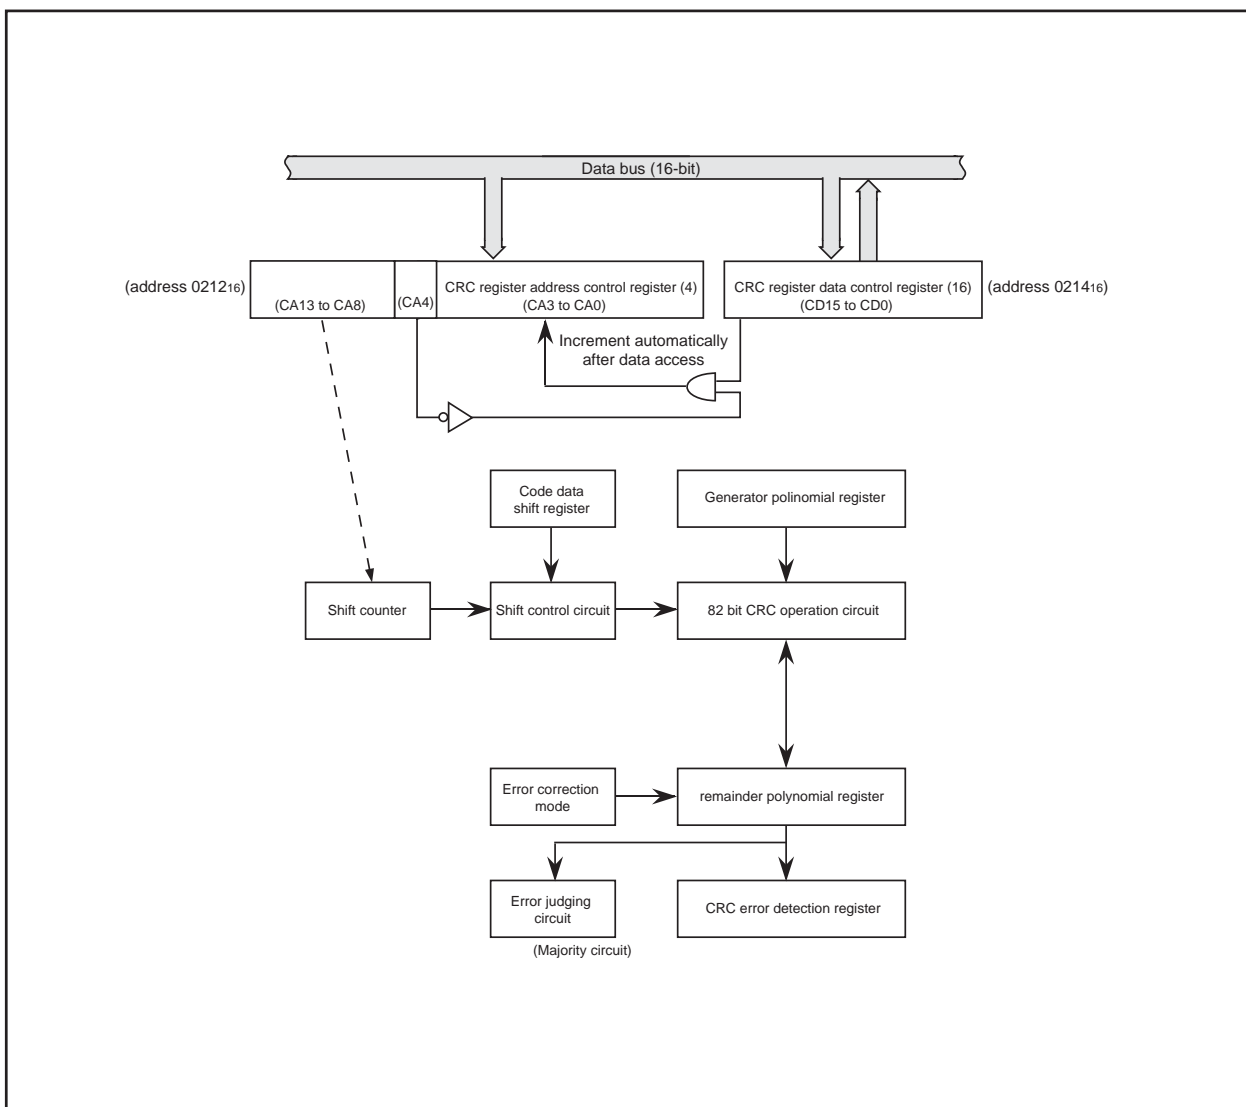 Data bus (16-bit)
(address 021216)
(CA13 to CA8)
(CA4)
CRC register address control register (4)
(CA3 to CA0)
CRC register data control register (16)
(CD15 to CD0)
(address 021416)
Increment automatically
after data access
Code data
shift register
Generator polinomial register
Shift counter
Shift control circuit
82 bit CRC operation circuit
Error correction
mode
remainder polynomial register
Error judging
circuit
CRC error detection register
(Majority circuit)